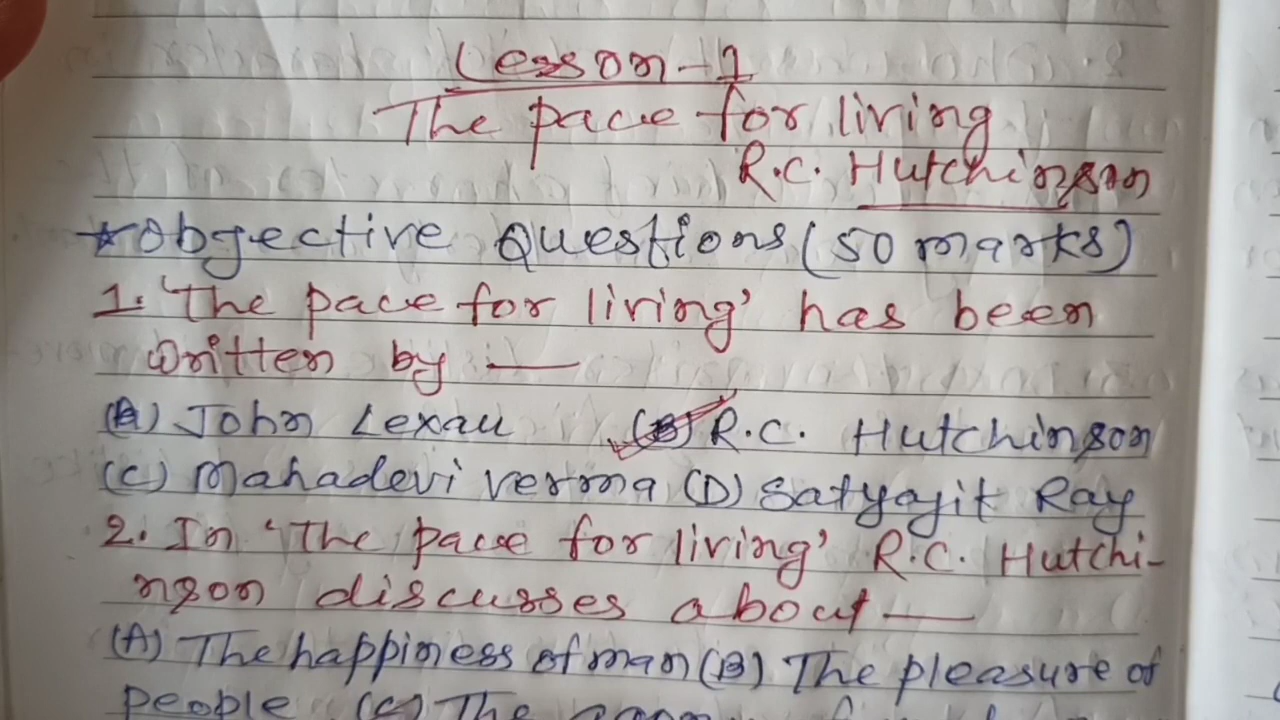 Lesson-1
The pace for living
R.C. Hutchinson
*Obgective Questions (50 marks)
1. 'The pace for living' has been
written by —
(A) John Lexau (B) R.C. Hutchinson
(C) Mahadevi verma (D) Satyajit Ray
2. In 'The pace for living' R.C. Hutchi-
nson discusses about —
(A) The happiness of man (B) The pleasure of
people (C) The